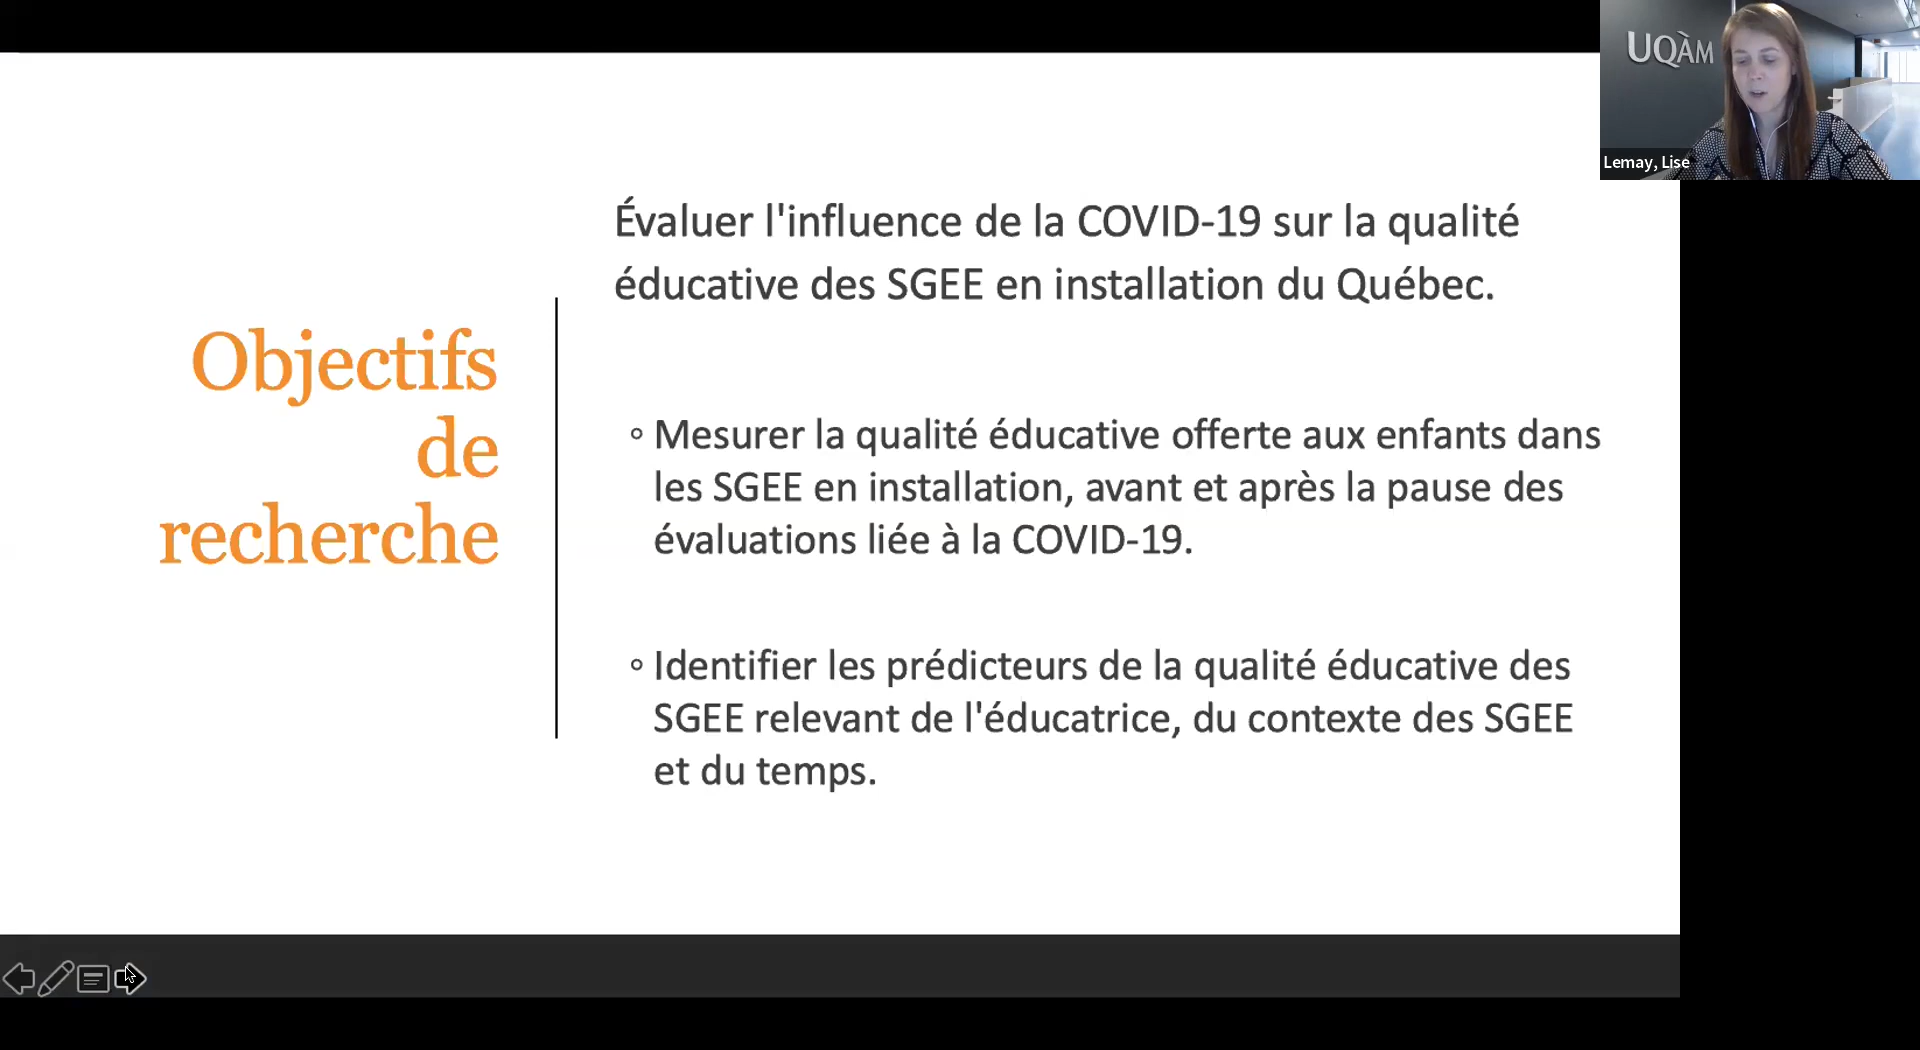 Objectifs
de
recherche
Évaluer l'influence de la COVID-19 sur la qualité
éducative des SGEE en installation du Québec.
◦ Mesurer la qualité éducative offerte aux enfants dans
les SGEE en installation, avant et après la pause des
évaluations liée à la COVID-19.
◦ Identifier les prédicteurs de la qualité éducative des
SGEE relevant de l'éducatrice, du contexte des SGEE
et du temps.
UQÀM
Lemay, Lise